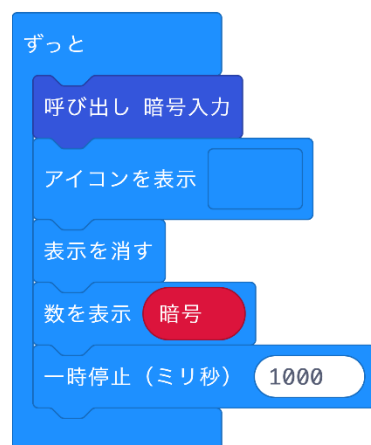 ずっと
呼び出し 暗号入力
アイコンを表示
表示を消す
数を表示 暗号
一時停止（ミリ秒） 1000